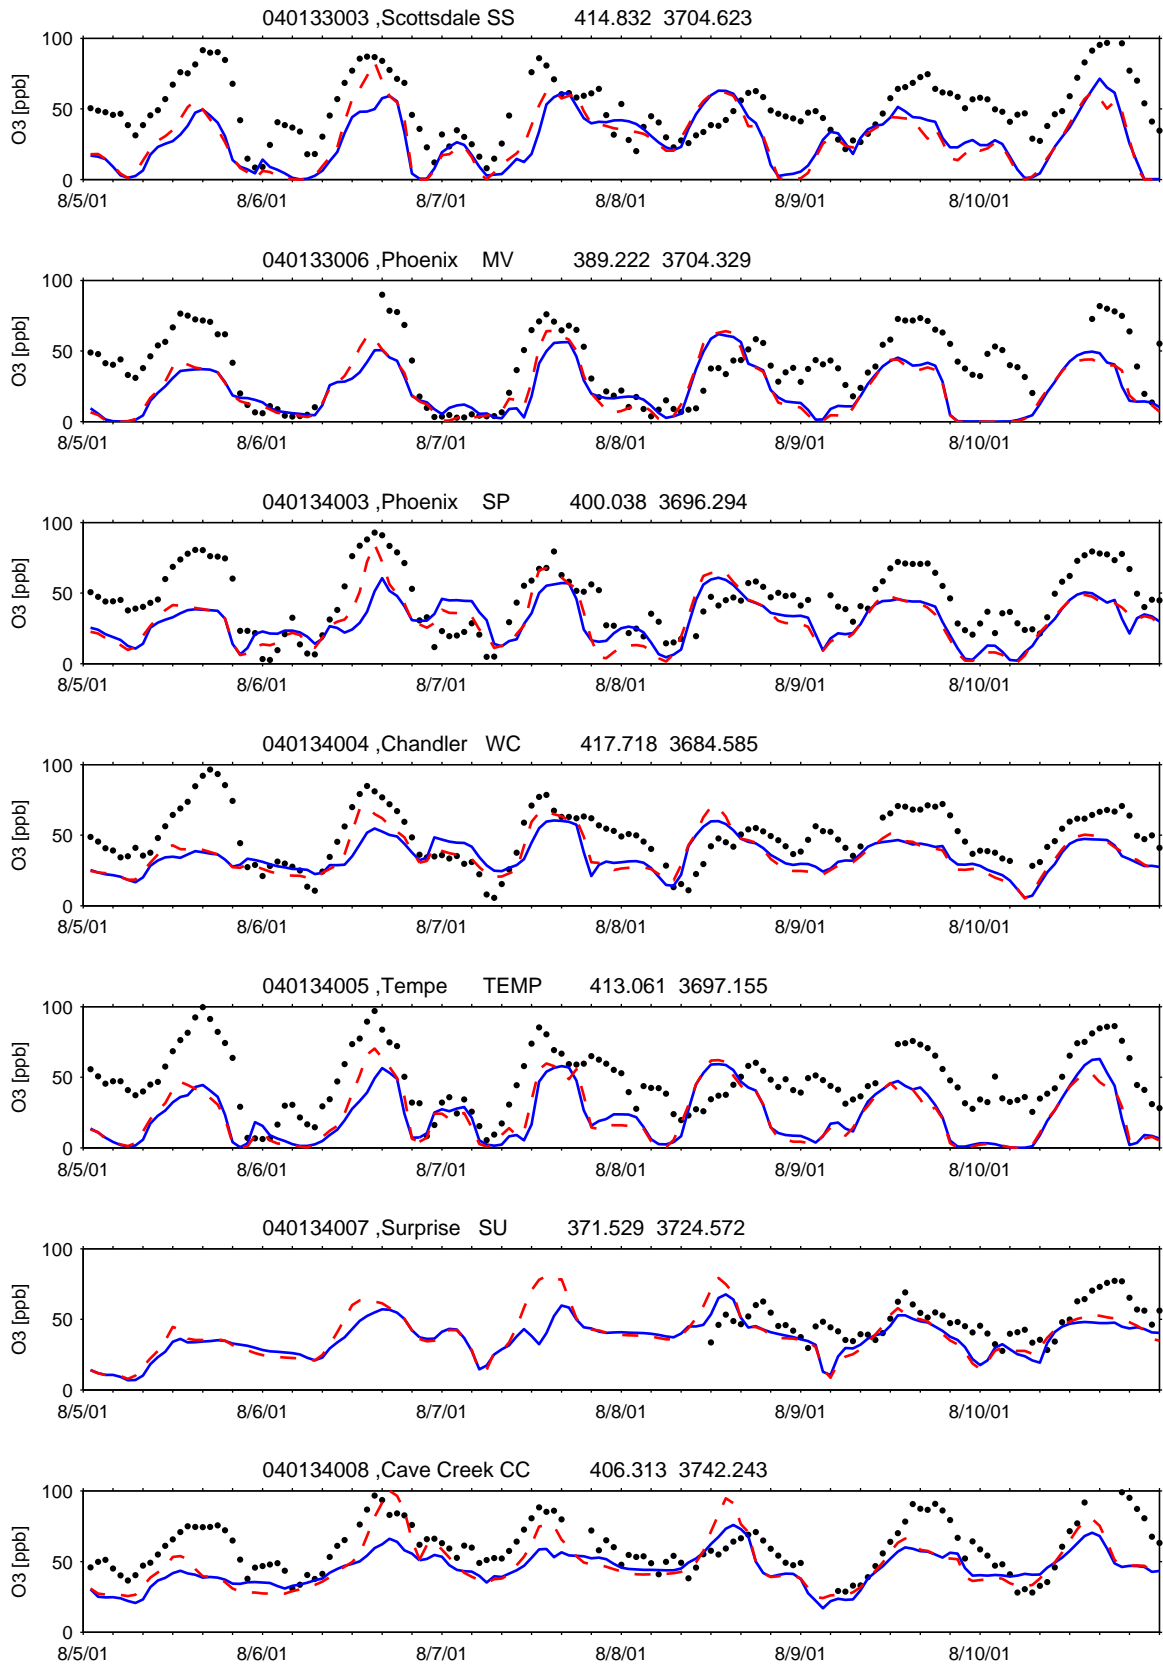 040133003 ,Scottsdale SS 414.832 3704.623
100
50
0
O3 [ppb]
8/5/01 8/6/01 8/7/01 8/8/01 8/9/01 8/10/01
040133006 ,Phoenix MV 389.222 3704.329
100
50
0
O3 [ppb]
8/5/01 8/6/01 8/7/01 8/8/01 8/9/01 8/10/01
040134003 ,Phoenix SP 400.038 3696.294
100
50
0
O3 [ppb]
8/5/01 8/6/01 8/7/01 8/8/01 8/9/01 8/10/01
040134004 ,Chandler WC 417.718 3684.585
100
50
0
O3 [ppb]
8/5/01 8/6/01 8/7/01 8/8/01 8/9/01 8/10/01
040134005 ,Tempe TEMP 413.061 3697.155
100
50
0
O3 [ppb]
8/5/01 8/6/01 8/7/01 8/8/01 8/9/01 8/10/01
040134007 ,Surprise SU 371.529 3724.572
100
50
0
O3 [ppb]
8/5/01 8/6/01 8/7/01 8/8/01 8/9/01 8/10/01
040134008 ,Cave Creek CC 406.313 3742.243
100
50
0
O3 [ppb]
8/5/01 8/6/01 8/7/01 8/8/01 8/9/01 8/10/01